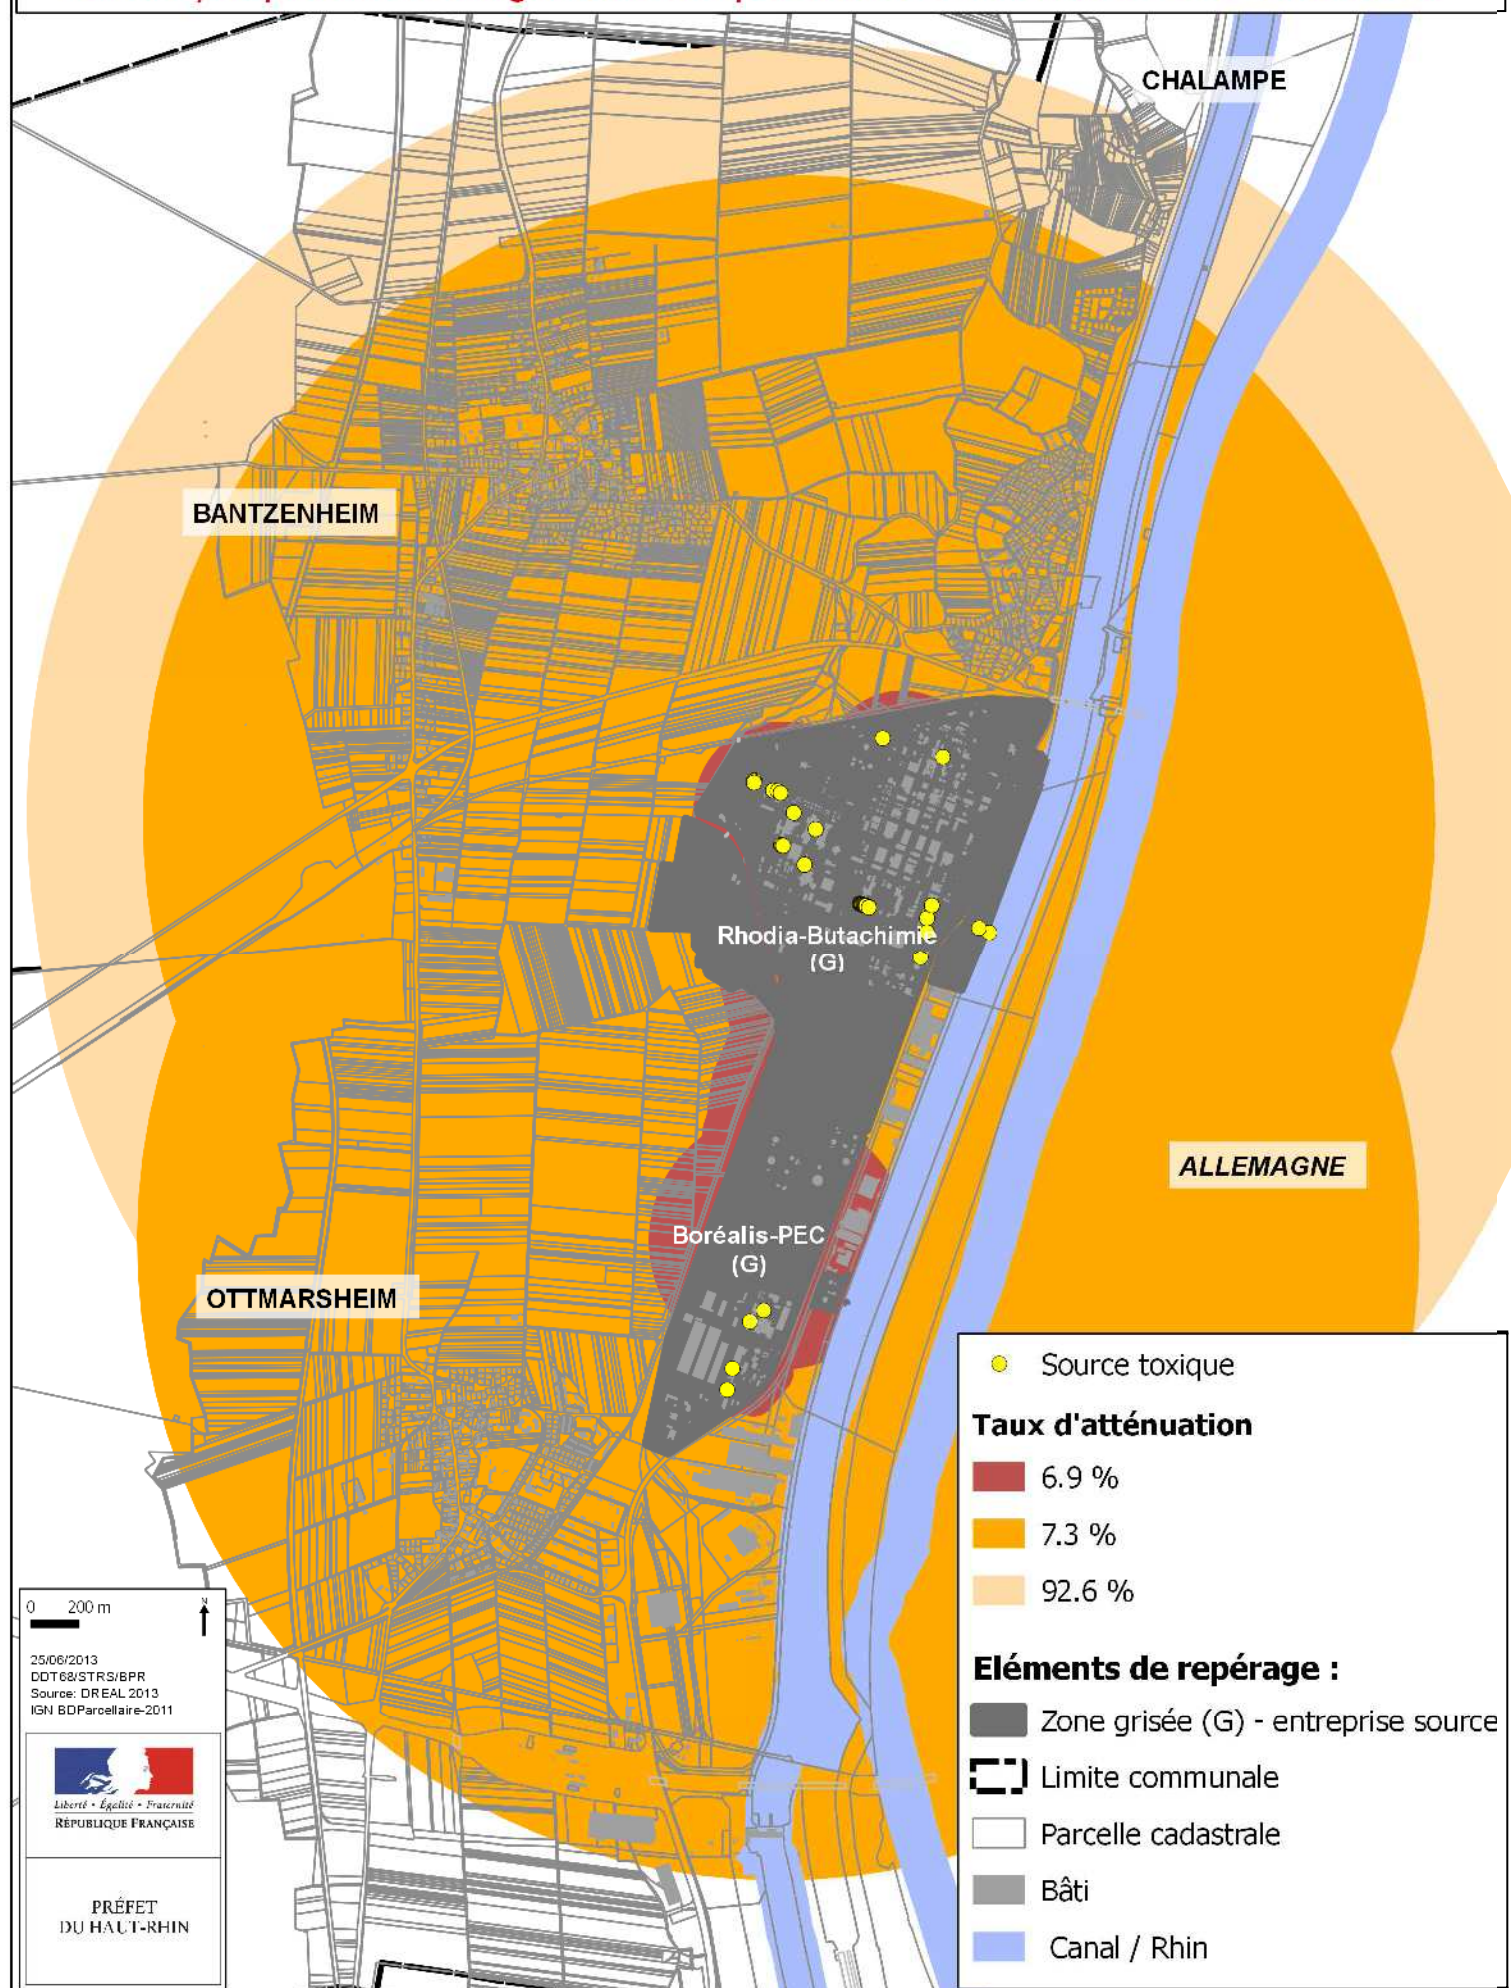 CHALAMPE
BANTZENHEIM
Rhodia-Butachimie
(G)
ALLEMAGNE
Boréalis-PEC
(G)
OTTMARSHEIM
Source toxique
Taux d'atténuation
6.9 %
7.3 %
92.6 %
Eléments de repérage :
Zone grisée (G) - entreprise source
Limite communale
Parcelle cadastrale
Bâti
Canal / Rhin
0 200 m
N
25/06/2013
DDT68/STRS/BPR
Source: DREAL 2013
IGN BDParcellaire-2011
Liberté • Égalité • Fraternité
RÉPUBLIQUE FRANÇAISE
PRÉFET
DU HAUT-RHIN